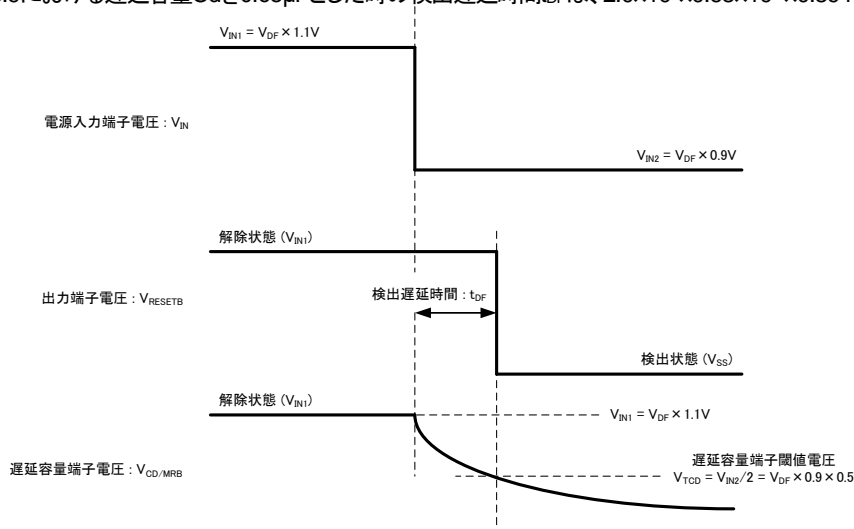 V_IN1 = V_DF × 1.1V
電源入力端子電圧 : V_IN
V_IN2 = V_DF × 0.9V
解除状態 (V_IN1)
検出遅延時間 : t_DF
出力端子電圧 : V_RESETB
検出状態 (V_SS)
解除状態 (V_IN1)
V_IN1 = V_DF × 1.1V
遅延容量端子電圧 : V_CD/MRB
遅延容量端子閾値電圧
V_TCD = V_IN2/2 = V_DF × 0.9 × 0.5